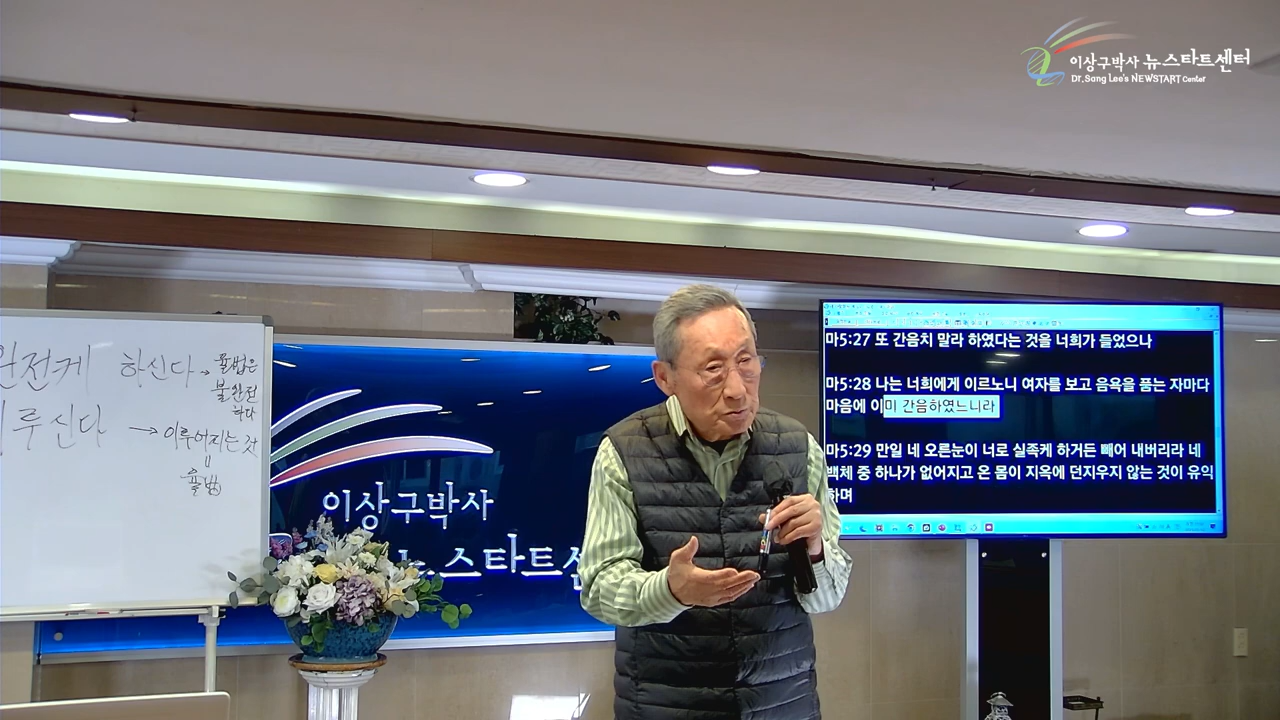 이상구박사 뉴스타트센터
Dr. Sang Lee's NEWSTART Center
완전케 하신다 → 율법은
불완전
하다
루신다 → 이루어지는 것
율법
이상구박사
뉴스타트센
마5:27 또 간음치 말라 하였다는 것을 너희가 들었으나
마5:28 나는 너희에게 이르노니 여자를 보고 음욕을 품는 자마다
마음에 이미 간음하였느니라
마5:29 만일 네 오른눈이 너로 실족케 하거든 빼어 내버리라 네
백체 중 하나가 없어지고 온 몸이 지옥에 던지우지 않는 것이 유익
하며